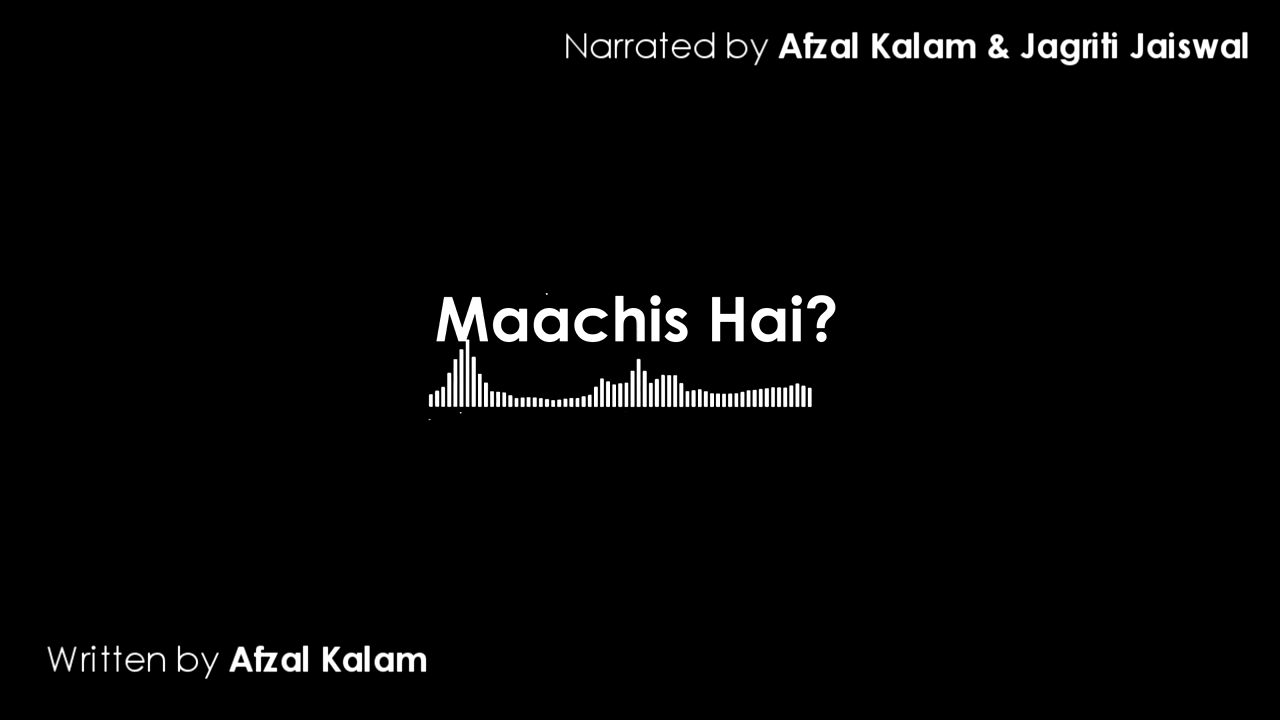 Narrated by Afzal Kalam & Jagriti Jaiswal
Maachis Hai?
Written by Afzal Kalam